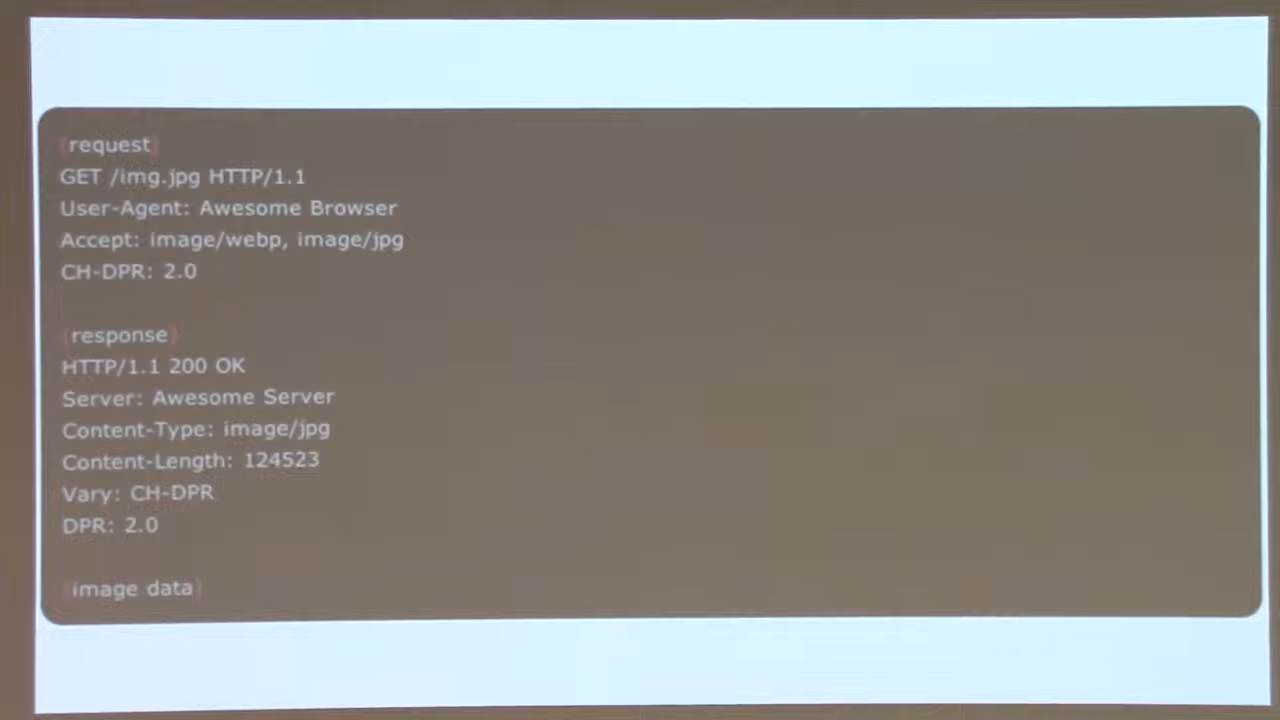 (request)
GET /img.jpg HTTP/1.1
User-Agent: Awesome Browser
Accept: image/webp, image/jpg
CH-DPR: 2.0
(response)
HTTP/1.1 200 OK
Server: Awesome Server
Content-Type: image/jpg
Content-Length: 124523
Vary: CH-DPR
DPR: 2.0
(image data)